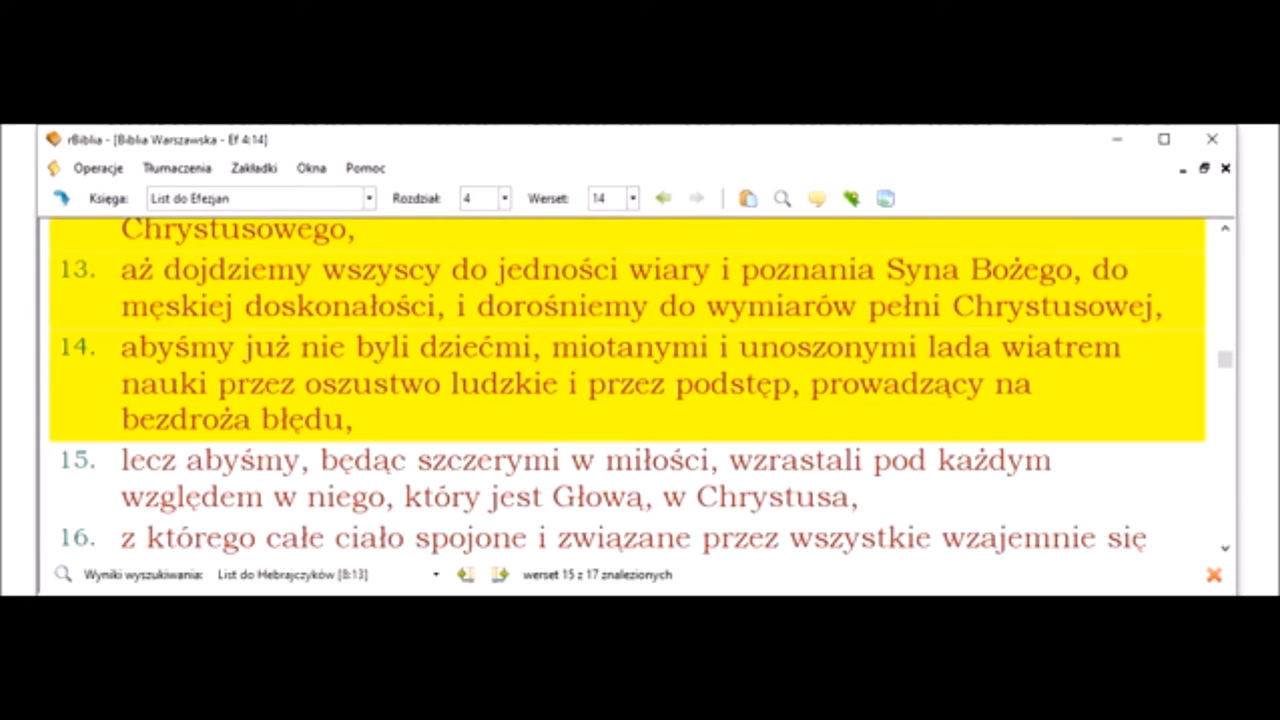 rBiblia - [Biblia Warszawska - Ef 4:14]
Operacje Tłumaczenia Zakładki Okna Pomoc
Księga: List do Efezjan Rozdział: 4 Werset: 14
Chrystusowego,
13. aż dojdziemy wszyscy do jedności wiary i poznania Syna Bożego, do
męskiej doskonałości, i dorośniemy do wymiarów pełni Chrystusowej,
14. abyśmy już nie byli dziećmi, miotanymi i unoszonymi lada wiatrem
nauki przez oszustwo ludzkie i przez podstęp, prowadzący na
bezdroża błędu,
15. lecz abyśmy, będąc szczerymi w miłości, wzrastali pod każdym
względem w niego, który jest Głową, w Chrystusa,
16. z którego całe ciało spojone i związane przez wszystkie wzajemnie się
Wyniki wyszukiwania: List do Hebrajczyków [8:13] werset 15 z 17 znalezionych